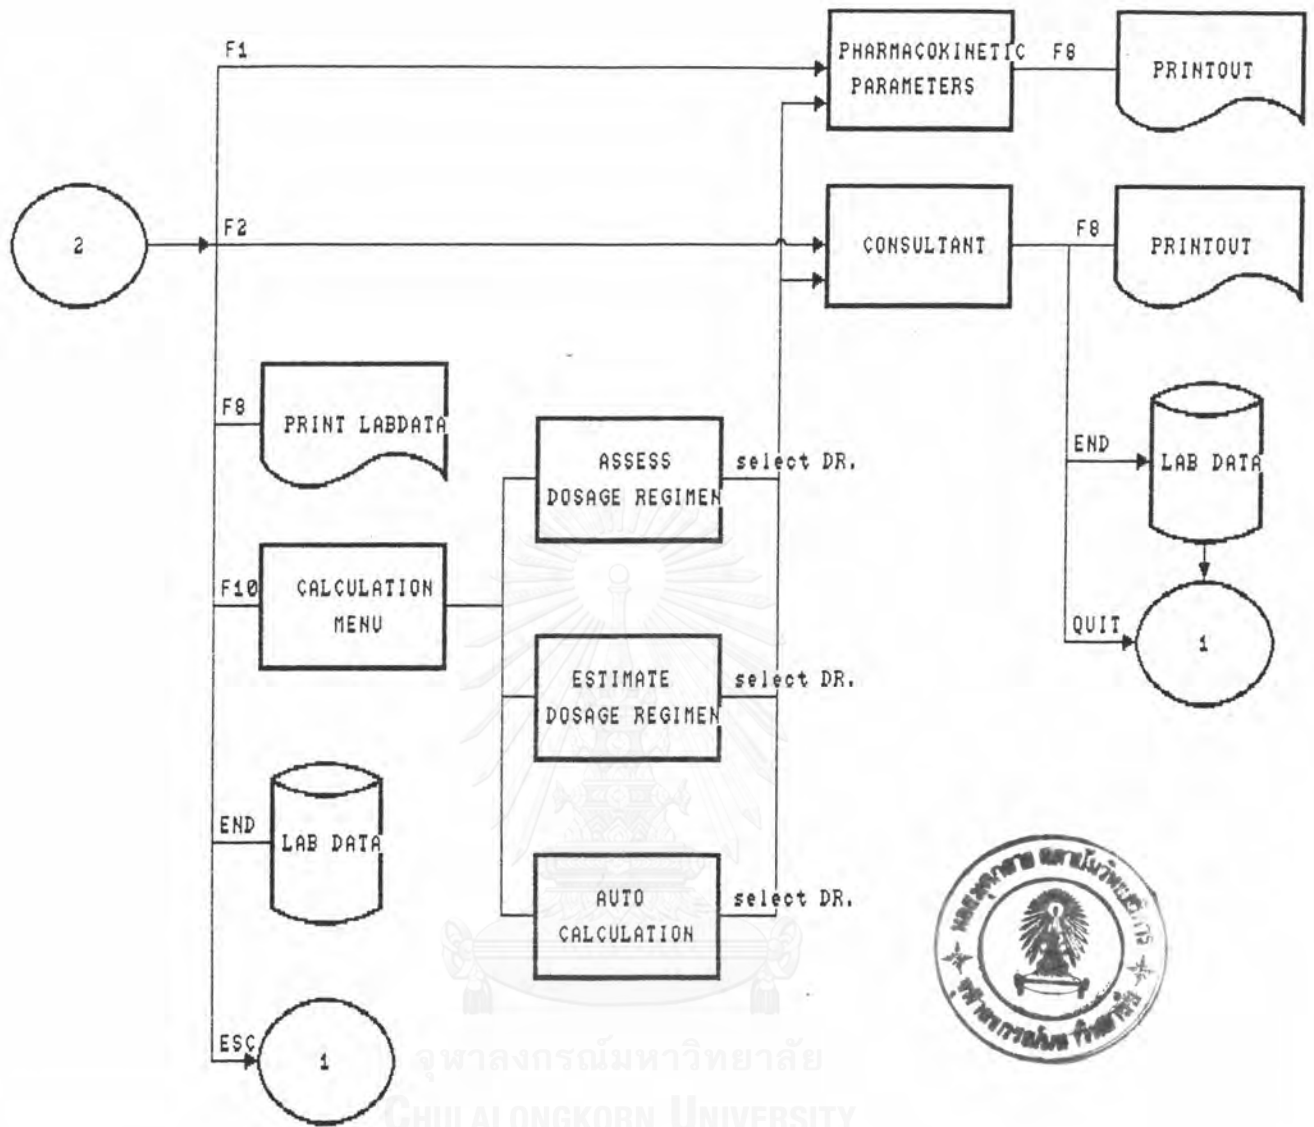 F1
PHARMACOKINETIC
PARAMETERS
F8
PRINTOUT
2
F2
CONSULTANT
F8
PRINTOUT
F8
PRINT LABDATA
ASSESS
DOSAGE REGIMEN
select DR.
END
LAB DATA
F10
CALCULATION
MENU
QUIT
1
ESTIMATE
DOSAGE REGIMEN
select DR.
END
LAB DATA
AUTO
CALCULATION
select DR.
ESC
1
จุฬาลงกรณ์มหาวิทยาลัย
CHULALONGKORN UNIVERSITY